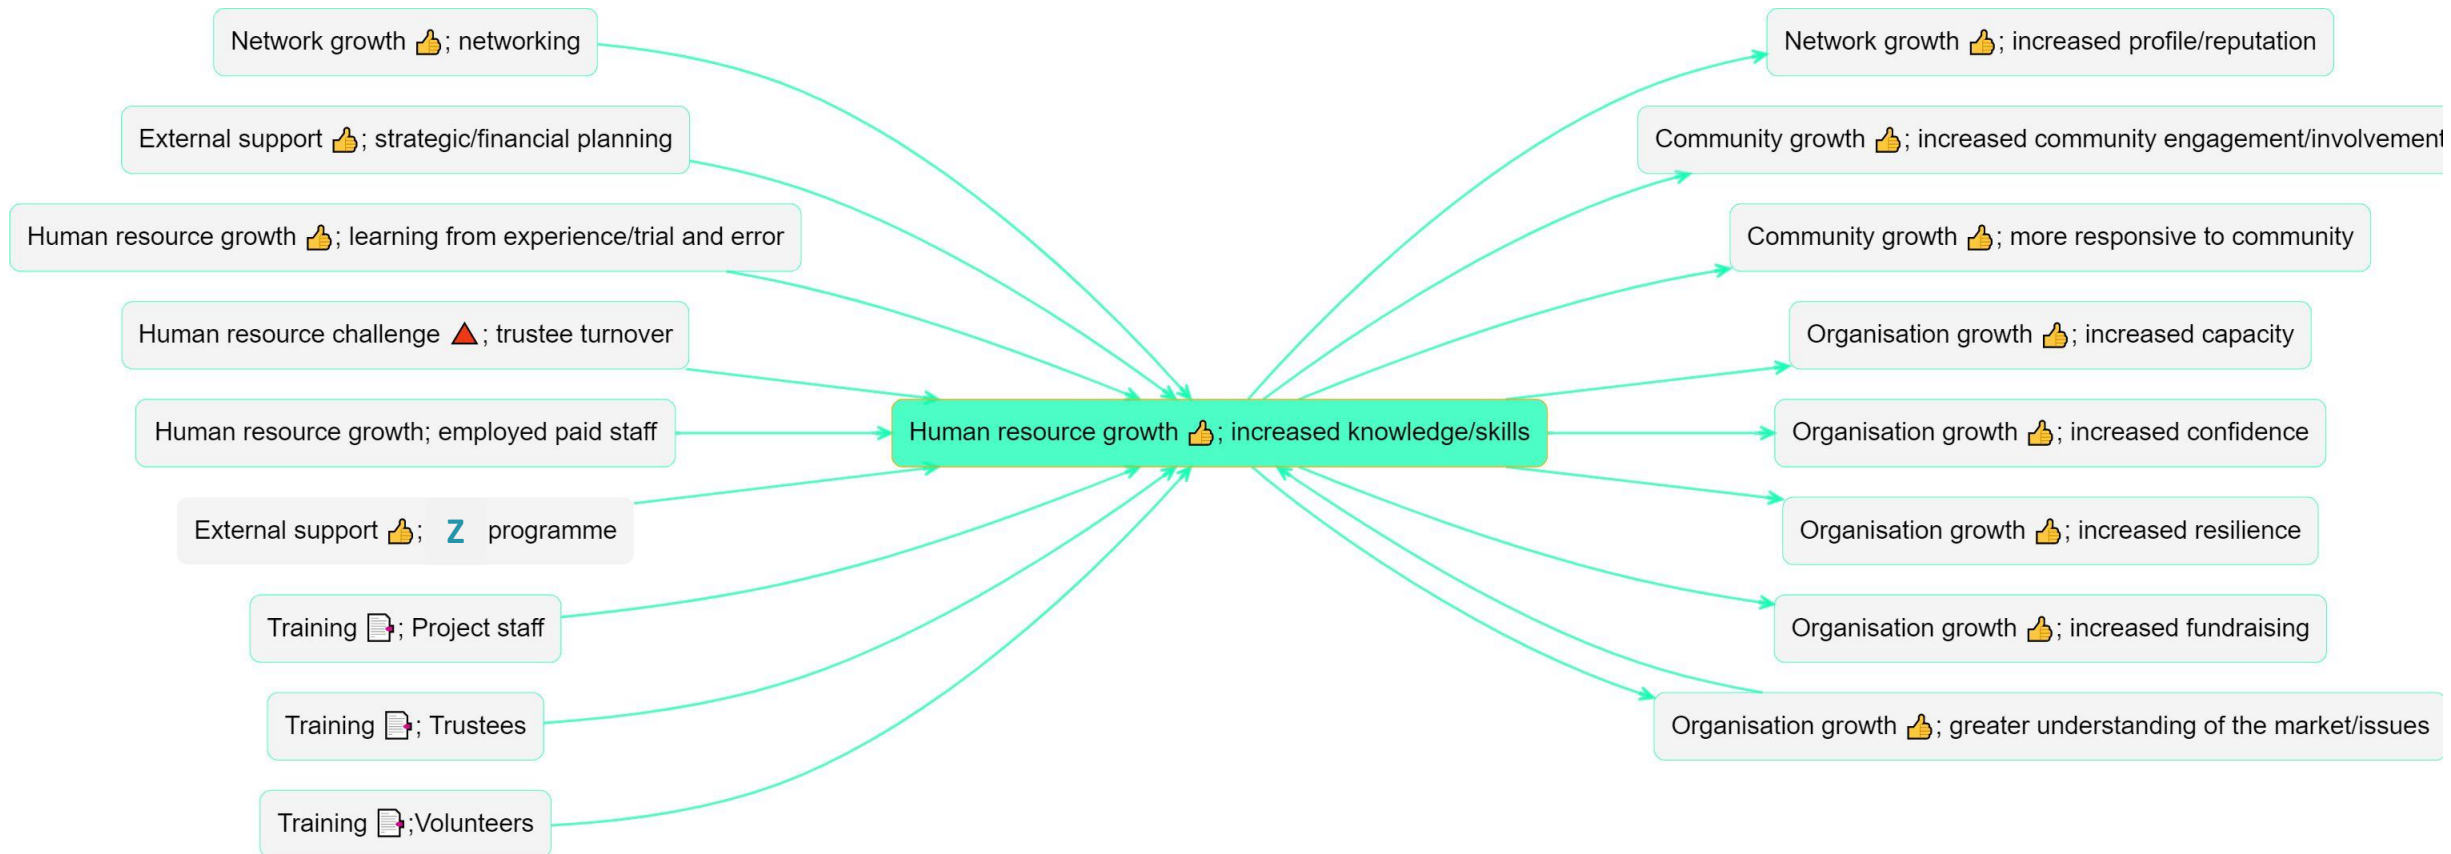 Network growth 👍; networking
External support 👍; strategic/financial planning
Human resource growth 👍; learning from experience/trial and error
Human resource challenge 🔺; trustee turnover
Human resource growth; employed paid staff
External support 👍; Z programme
Training 📑; Project staff
Training 📑; Trustees
Training 📑;Volunteers
Human resource growth 👍; increased knowledge/skills
Network growth 👍; increased profile/reputation
Community growth 👍; increased community engagement/involvement
Community growth 👍; more responsive to community
Organisation growth 👍; increased capacity
Organisation growth 👍; increased confidence
Organisation growth 👍; increased resilience
Organisation growth 👍; increased fundraising
Organisation growth 👍; greater understanding of the market/issues